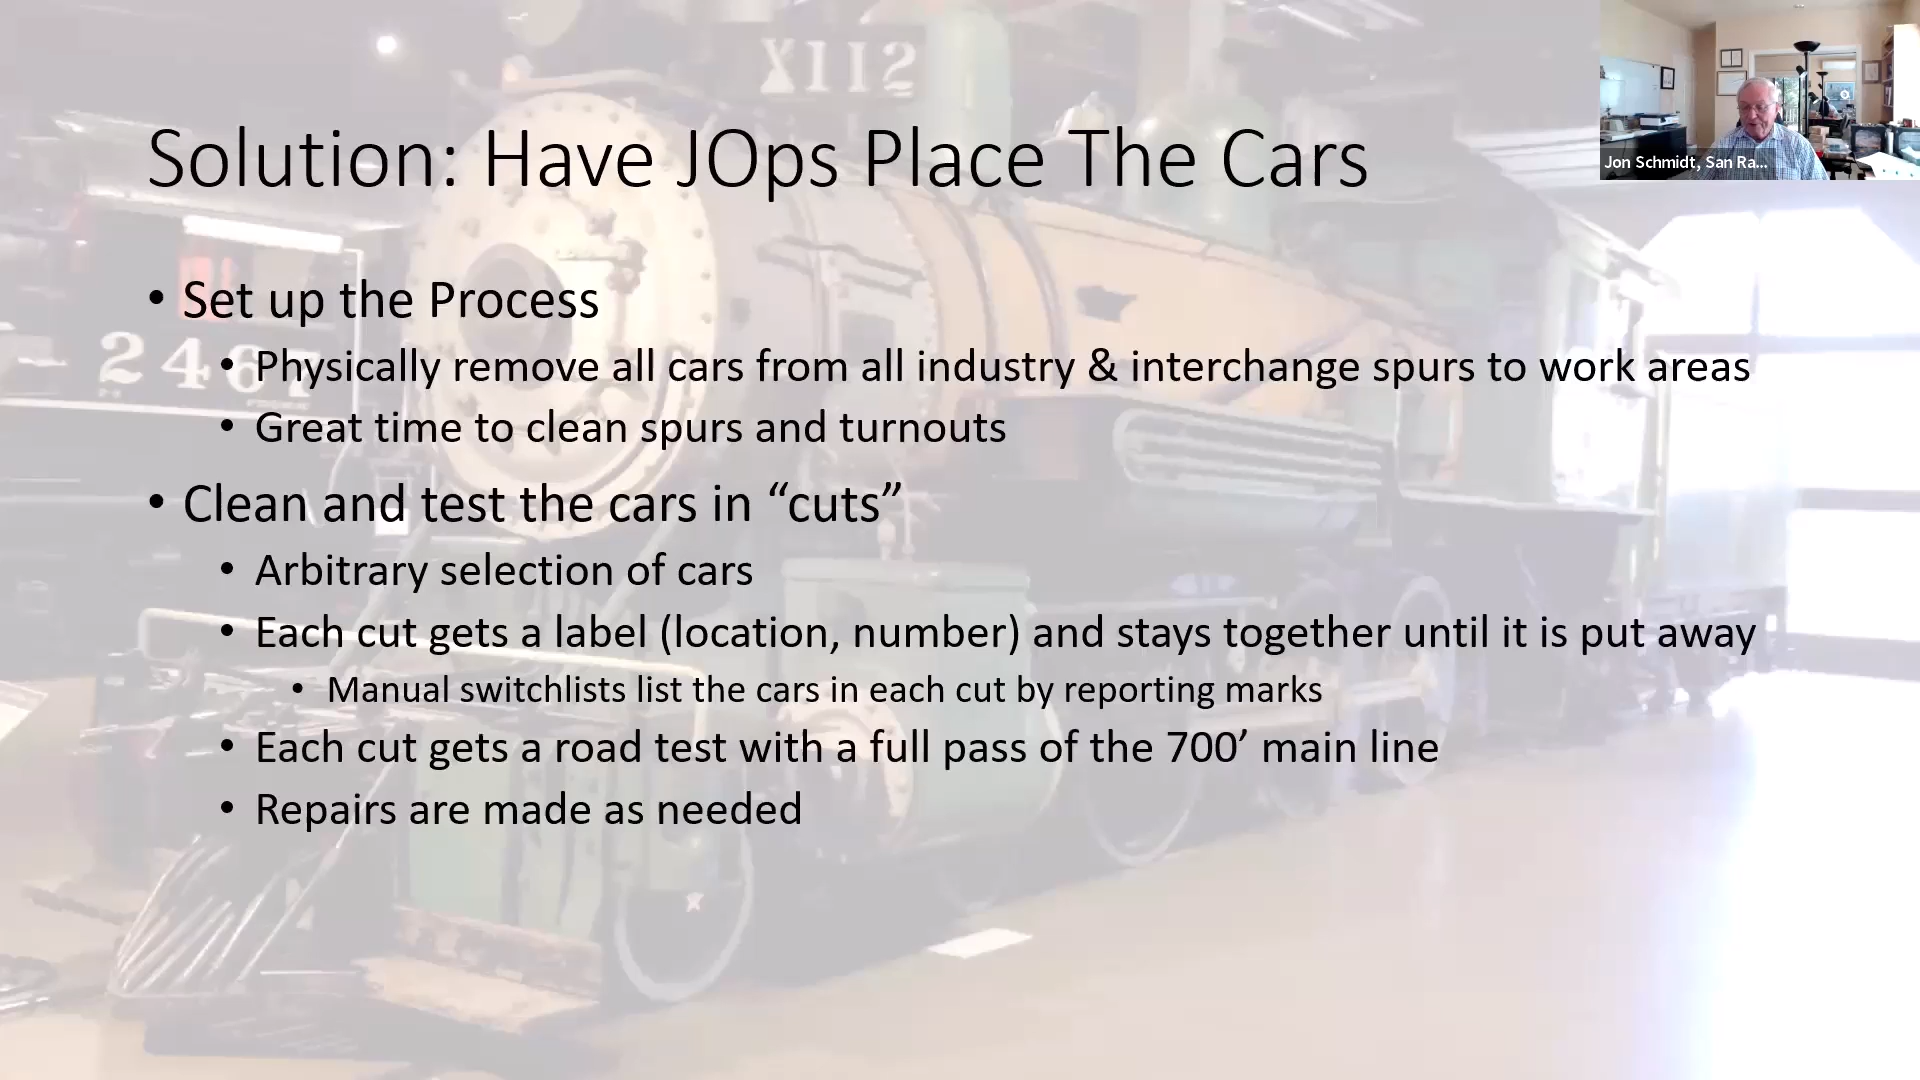 X112
Jon Schmidt, San Ra...
Solution: Have JOps Place The Cars
• Set up the Process
2467
• Physically remove all cars from all industry & interchange spurs to work areas
• Great time to clean spurs and turnouts
• Clean and test the cars in “cuts”
• Arbitrary selection of cars
• Each cut gets a label (location, number) and stays together until it is put away
• Manual switchlists list the cars in each cut by reporting marks
• Each cut gets a road test with a full pass of the 700’ main line
• Repairs are made as needed